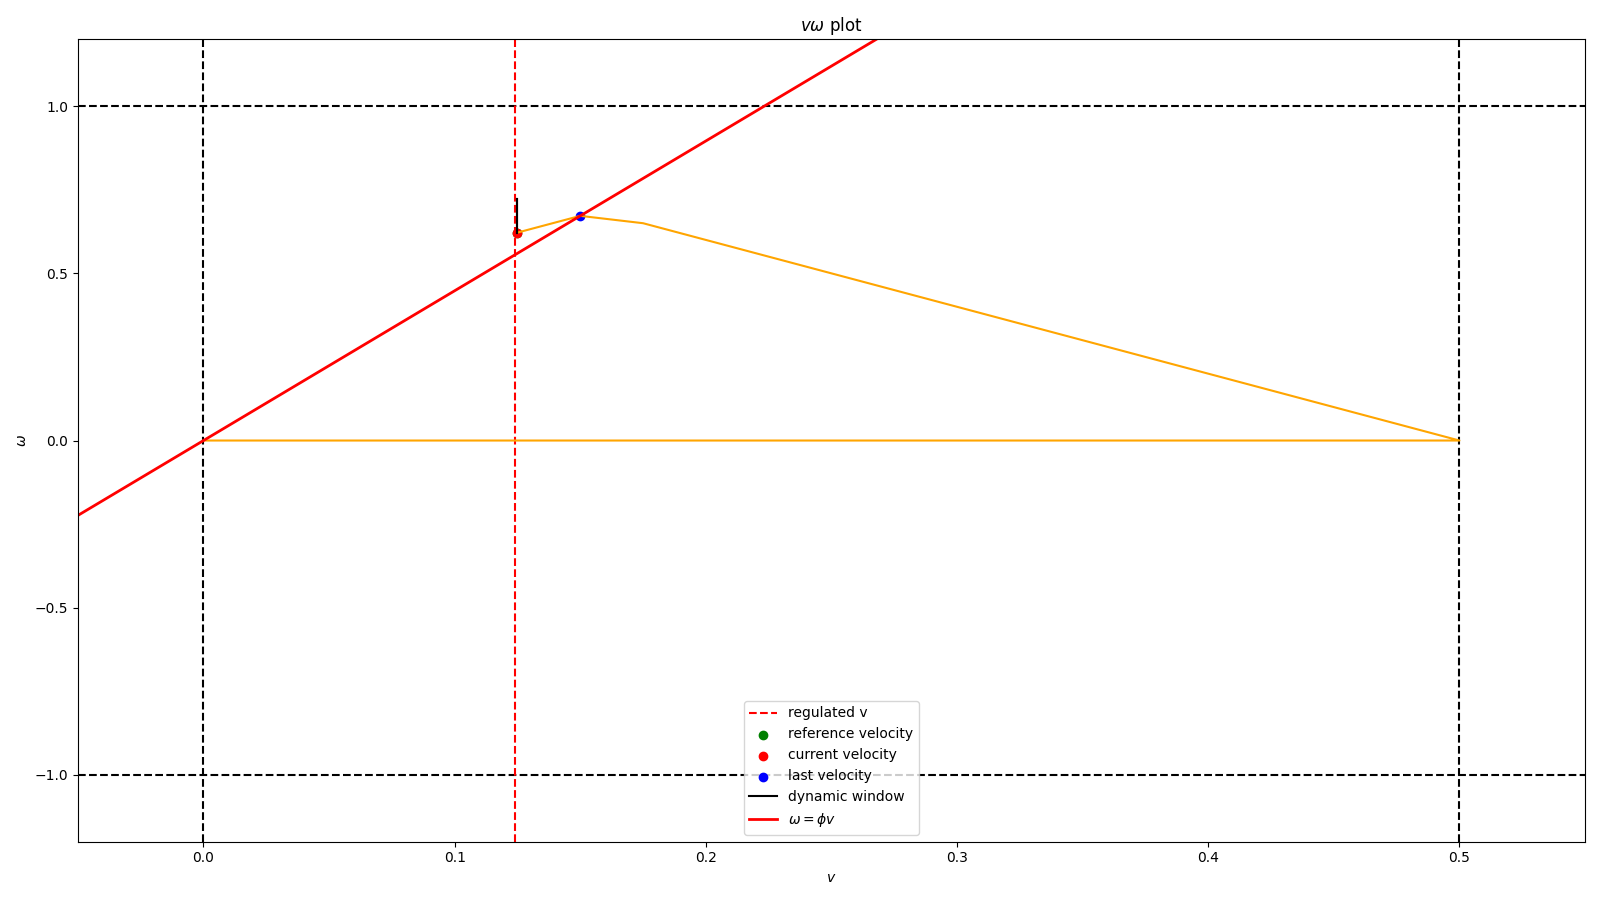 vω plot
ω
1.0
0.5
0.0
−0.5
−1.0
0.0 0.1 0.2 0.3 0.4 0.5
v
regulated v
reference velocity
current velocity
last velocity
dynamic window
ω = ϕv